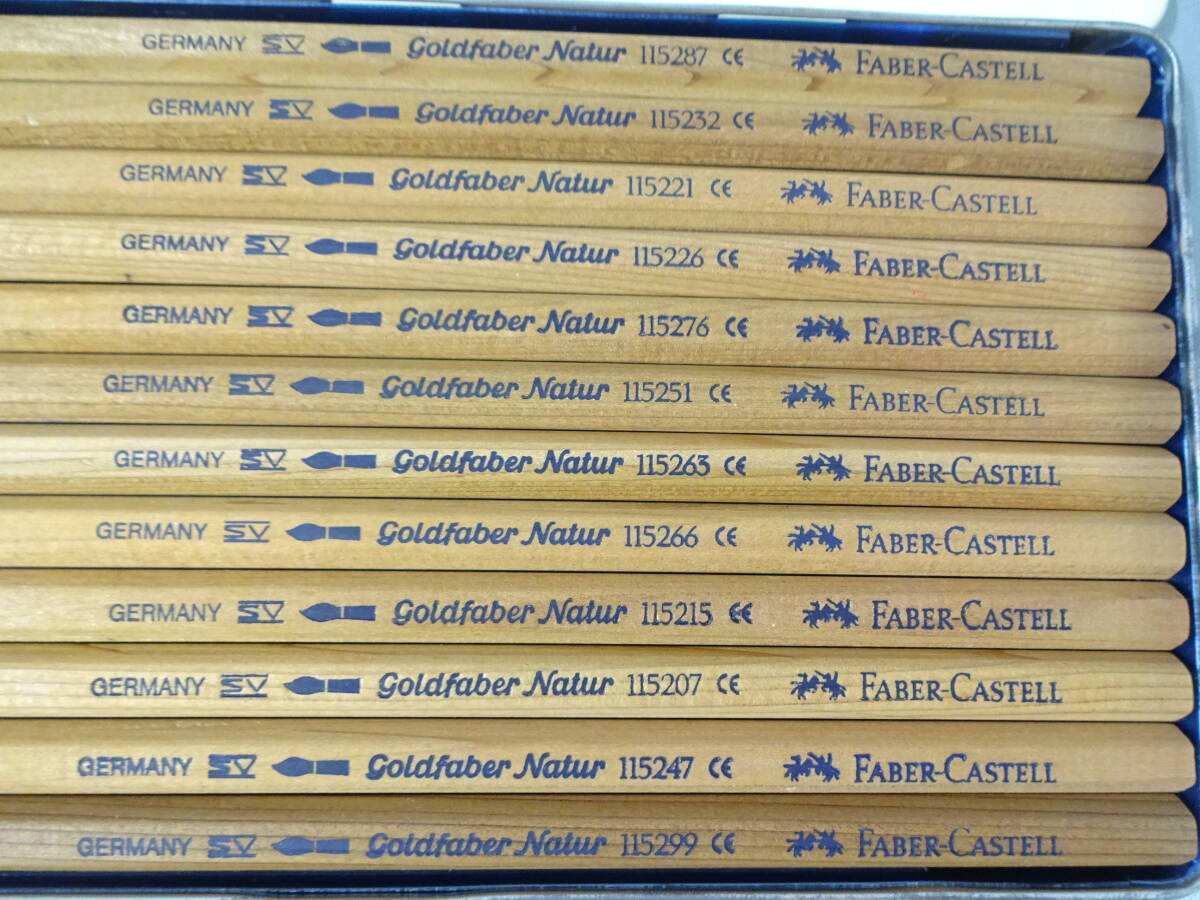 GERMANY SV Goldfaber Natur 115287 CE FABER-CASTELL
GERMANY SV Goldfaber Natur 115232 CE FABER-CASTELL
GERMANY SV Goldfaber Natur 115221 CE FABER-CASTELL
GERMANY SV Goldfaber Natur 115226 CE FABER-CASTELL
GERMANY SV Goldfaber Natur 115276 CE FABER-CASTELL
GERMANY SV Goldfaber Natur 115251 CE FABER-CASTELL
GERMANY SV Goldfaber Natur 115263 CE FABER-CASTELL
GERMANY SV Goldfaber Natur 115266 CE FABER-CASTELL
GERMANY SV Goldfaber Natur 115215 CE FABER-CASTELL
GERMANY SV Goldfaber Natur 115207 CE FABER-CASTELL
GERMANY SV Goldfaber Natur 115247 CE FABER-CASTELL
GERMANY SV Goldfaber Natur 115299 CE FABER-CASTELL